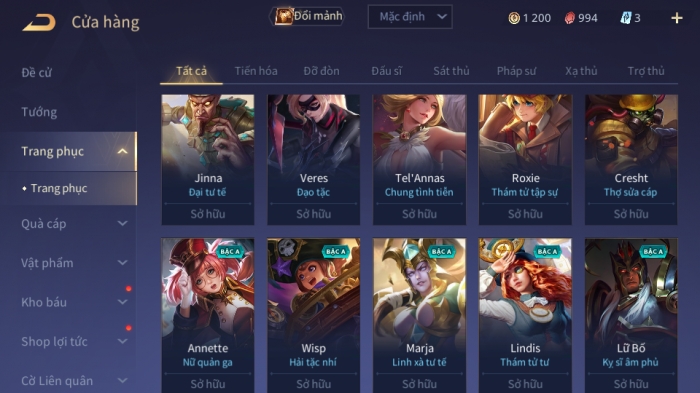 Cửa hàng
Đổi mảnh
Mặc định
1 200
994
3
Đề cử
Tướng
Trang phục
Trang phục
Quà cáp
Vật phẩm
Kho báu
Shop lợi tức
Cờ Liên quân
Tất cả
Tiến hóa
Đỡ đòn
Đấu sĩ
Sát thủ
Pháp sư
Xạ thủ
Trợ thủ
Jinna
Đại tư tế
Sở hữu
Veres
Đạo tặc
Sở hữu
Tel'Annas
Chung tình tiễn
Sở hữu
Roxie
Thám tử tập sự
Sở hữu
Cresht
Thợ sửa cáp
Sở hữu
BẬC A
Annette
Nữ quản ga
Sở hữu
BẬC A
Wisp
Hải tặc nhí
Sở hữu
BẬC A
Marja
Linh xà tư tế
Sở hữu
BẬC A
Lindis
Thám tử tư
Sở hữu
BẬC A
Lữ Bố
Kỵ sĩ âm phủ
Sở hữu